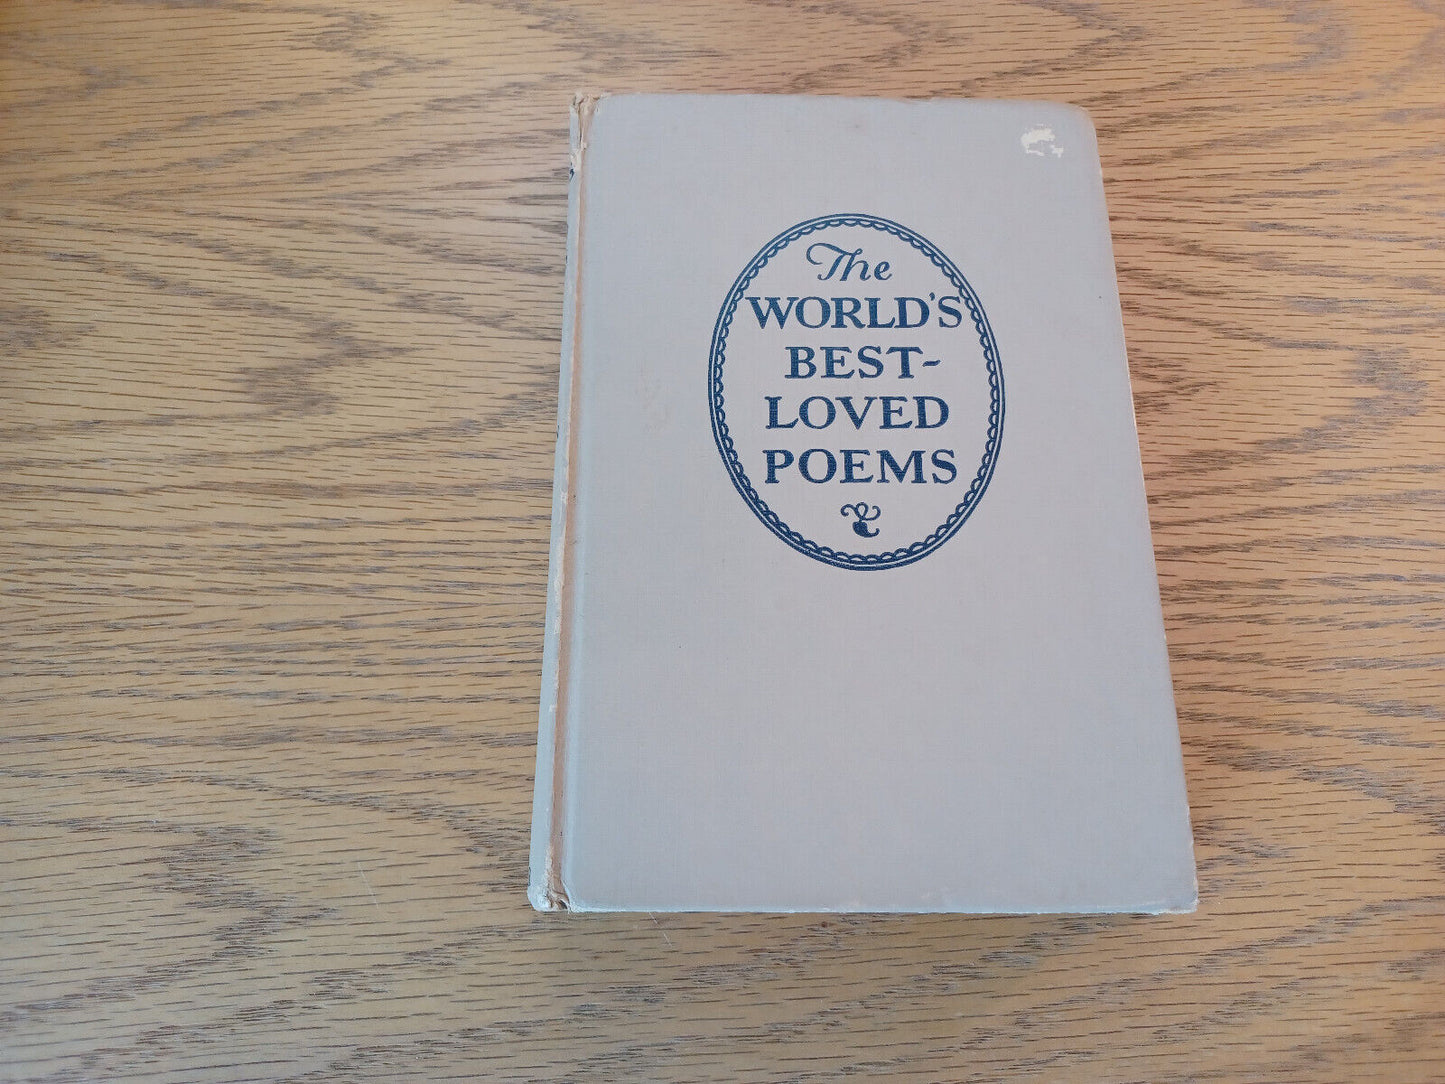 The
WORLD'S
BEST-
LOVED
POEMS